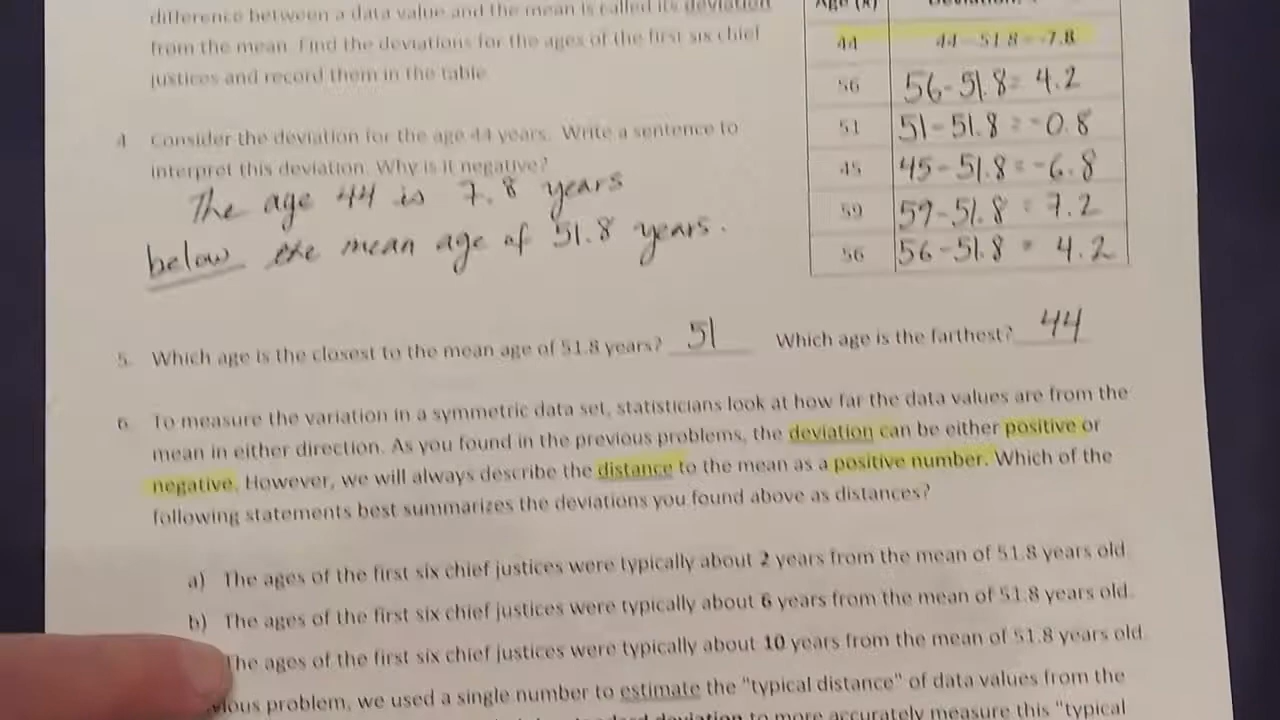 difference between a data value and the mean is called its deviation
from the mean. Find the deviations for the ages of the first six chief
justices and record them in the table
Age (x)
44 44 - 51.8 = -7.8
56 56-51.8= 4.2
51 51-51.8 = -0.8
45 45-51.8=-6.8
59 59-51.8 = 7.2
56 56-51.8 = 4.2
4 Consider the deviation for the age 44 years. Write a sentence to
interpret this deviation. Why is it negative?
The age 44 is 7.8 years
below the mean age of 51.8 years.
5. Which age is the closest to the mean age of 51.8 years? 51 Which age is the farthest? 44
6 To measure the variation in a symmetric data set, statisticians look at how far the data values are from the
mean in either direction. As you found in the previous problems, the deviation can be either positive or
negative. However, we will always describe the distance to the mean as a positive number. Which of the
following statements best summarizes the deviations you found above as distances?
a) The ages of the first six chief justices were typically about 2 years from the mean of 51.8 years old.
b) The ages of the first six chief justices were typically about 6 years from the mean of 51.8 years old.
The ages of the first six chief justices were typically about 10 years from the mean of 51.8 years old.
problem, we used a single number to estimate the "typical distance" of data values from the
deviation to more accurately measure this "typical